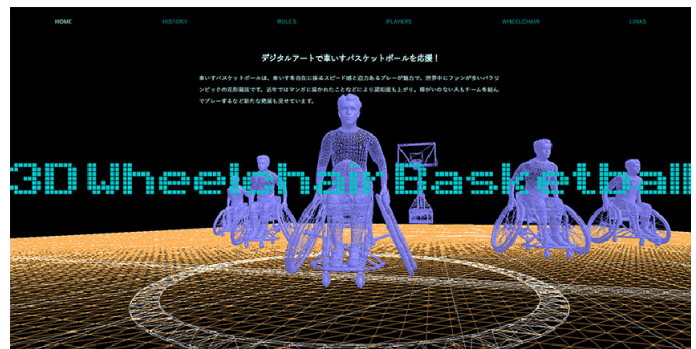 HOME
HISTORY
RULES
PLAYERS
WHEELCHAIR
LINKS
デジタルアートで車いすバスケットボールを応援！
車いすバスケットボールは、車いすを自在に操るスピード感と迫力あるプレーが魅力で、世界中にファンが多いパラリ
ンピックの花形競技です。近年ではマンガに描かれたことなどにより認知度も上がり、障がいのない人もチームを組ん
でプレーするなど新たな発展も見せています。
3D Wheelchair Basketball